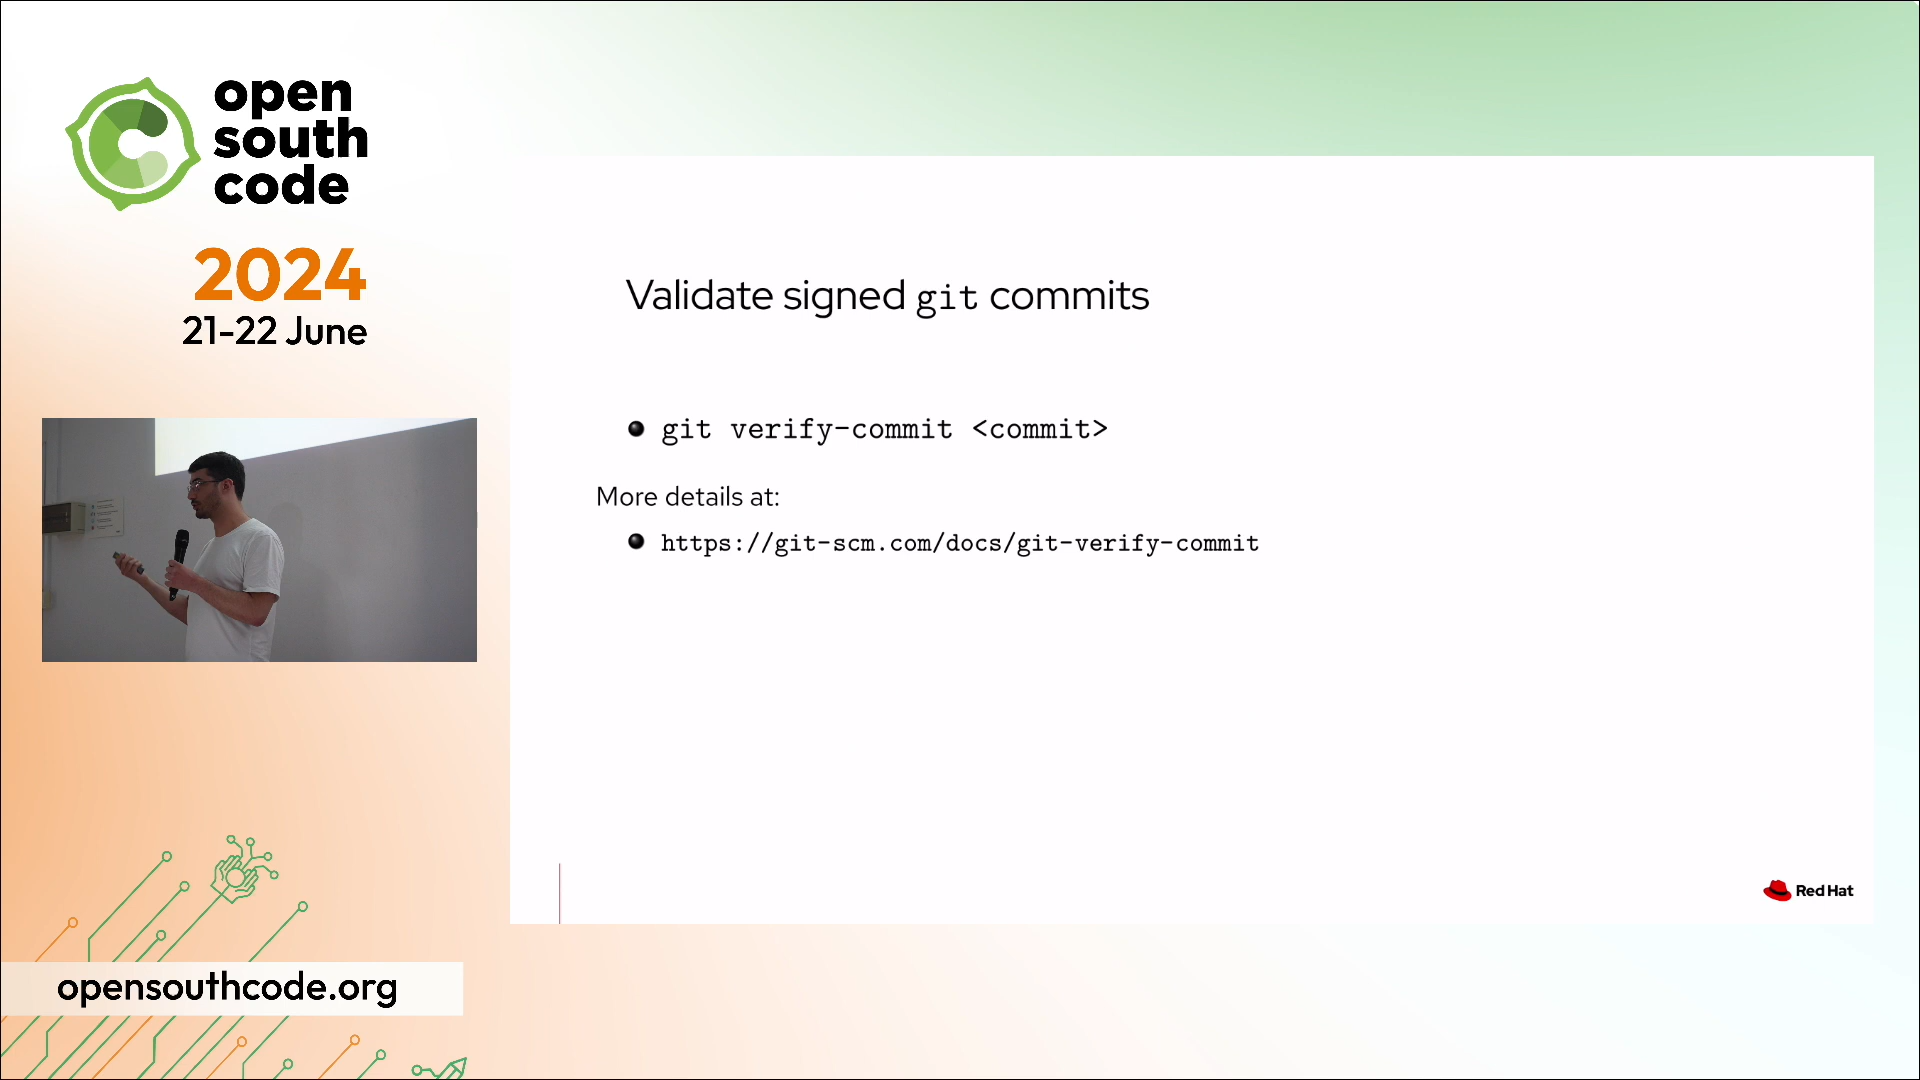 open
south
code
2024
21-22 June
Validate signed git commits
git verify-commit <commit>
More details at:
https://git-scm.com/docs/git-verify-commit
Red Hat
opensouthcode.org